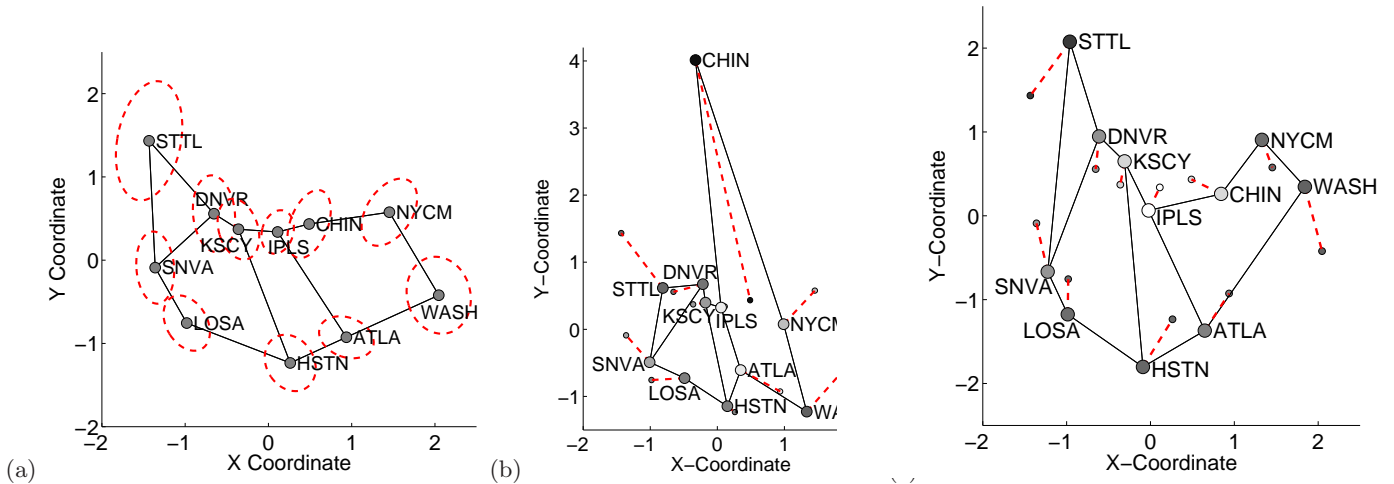 (a)
Y Coordinate
2
1
0
−1
−2
STTL
DNVR
KSCY
IPLS
CHIN
NYCM
SNVA
LOSA
WASH
ATLA
HSTN
−2 −1 0 1 2
X Coordinate
(b)
Y−Coordinate
4
3
2
1
0
−1
CHIN
DNVR
STTL
KSCY
IPLS
NYCM
SNVA
LOSA
ATLA
HSTN
WA
−2 −1 0 1
X−Coordinate
Y−Coordinate
2
1
0
−1
−2
STTL
DNVR
KSCY
NYCM
CHIN
WASH
IPLS
SNVA
LOSA
ATLA
HSTN
−2 −1 0 1 2
X−Coordinate